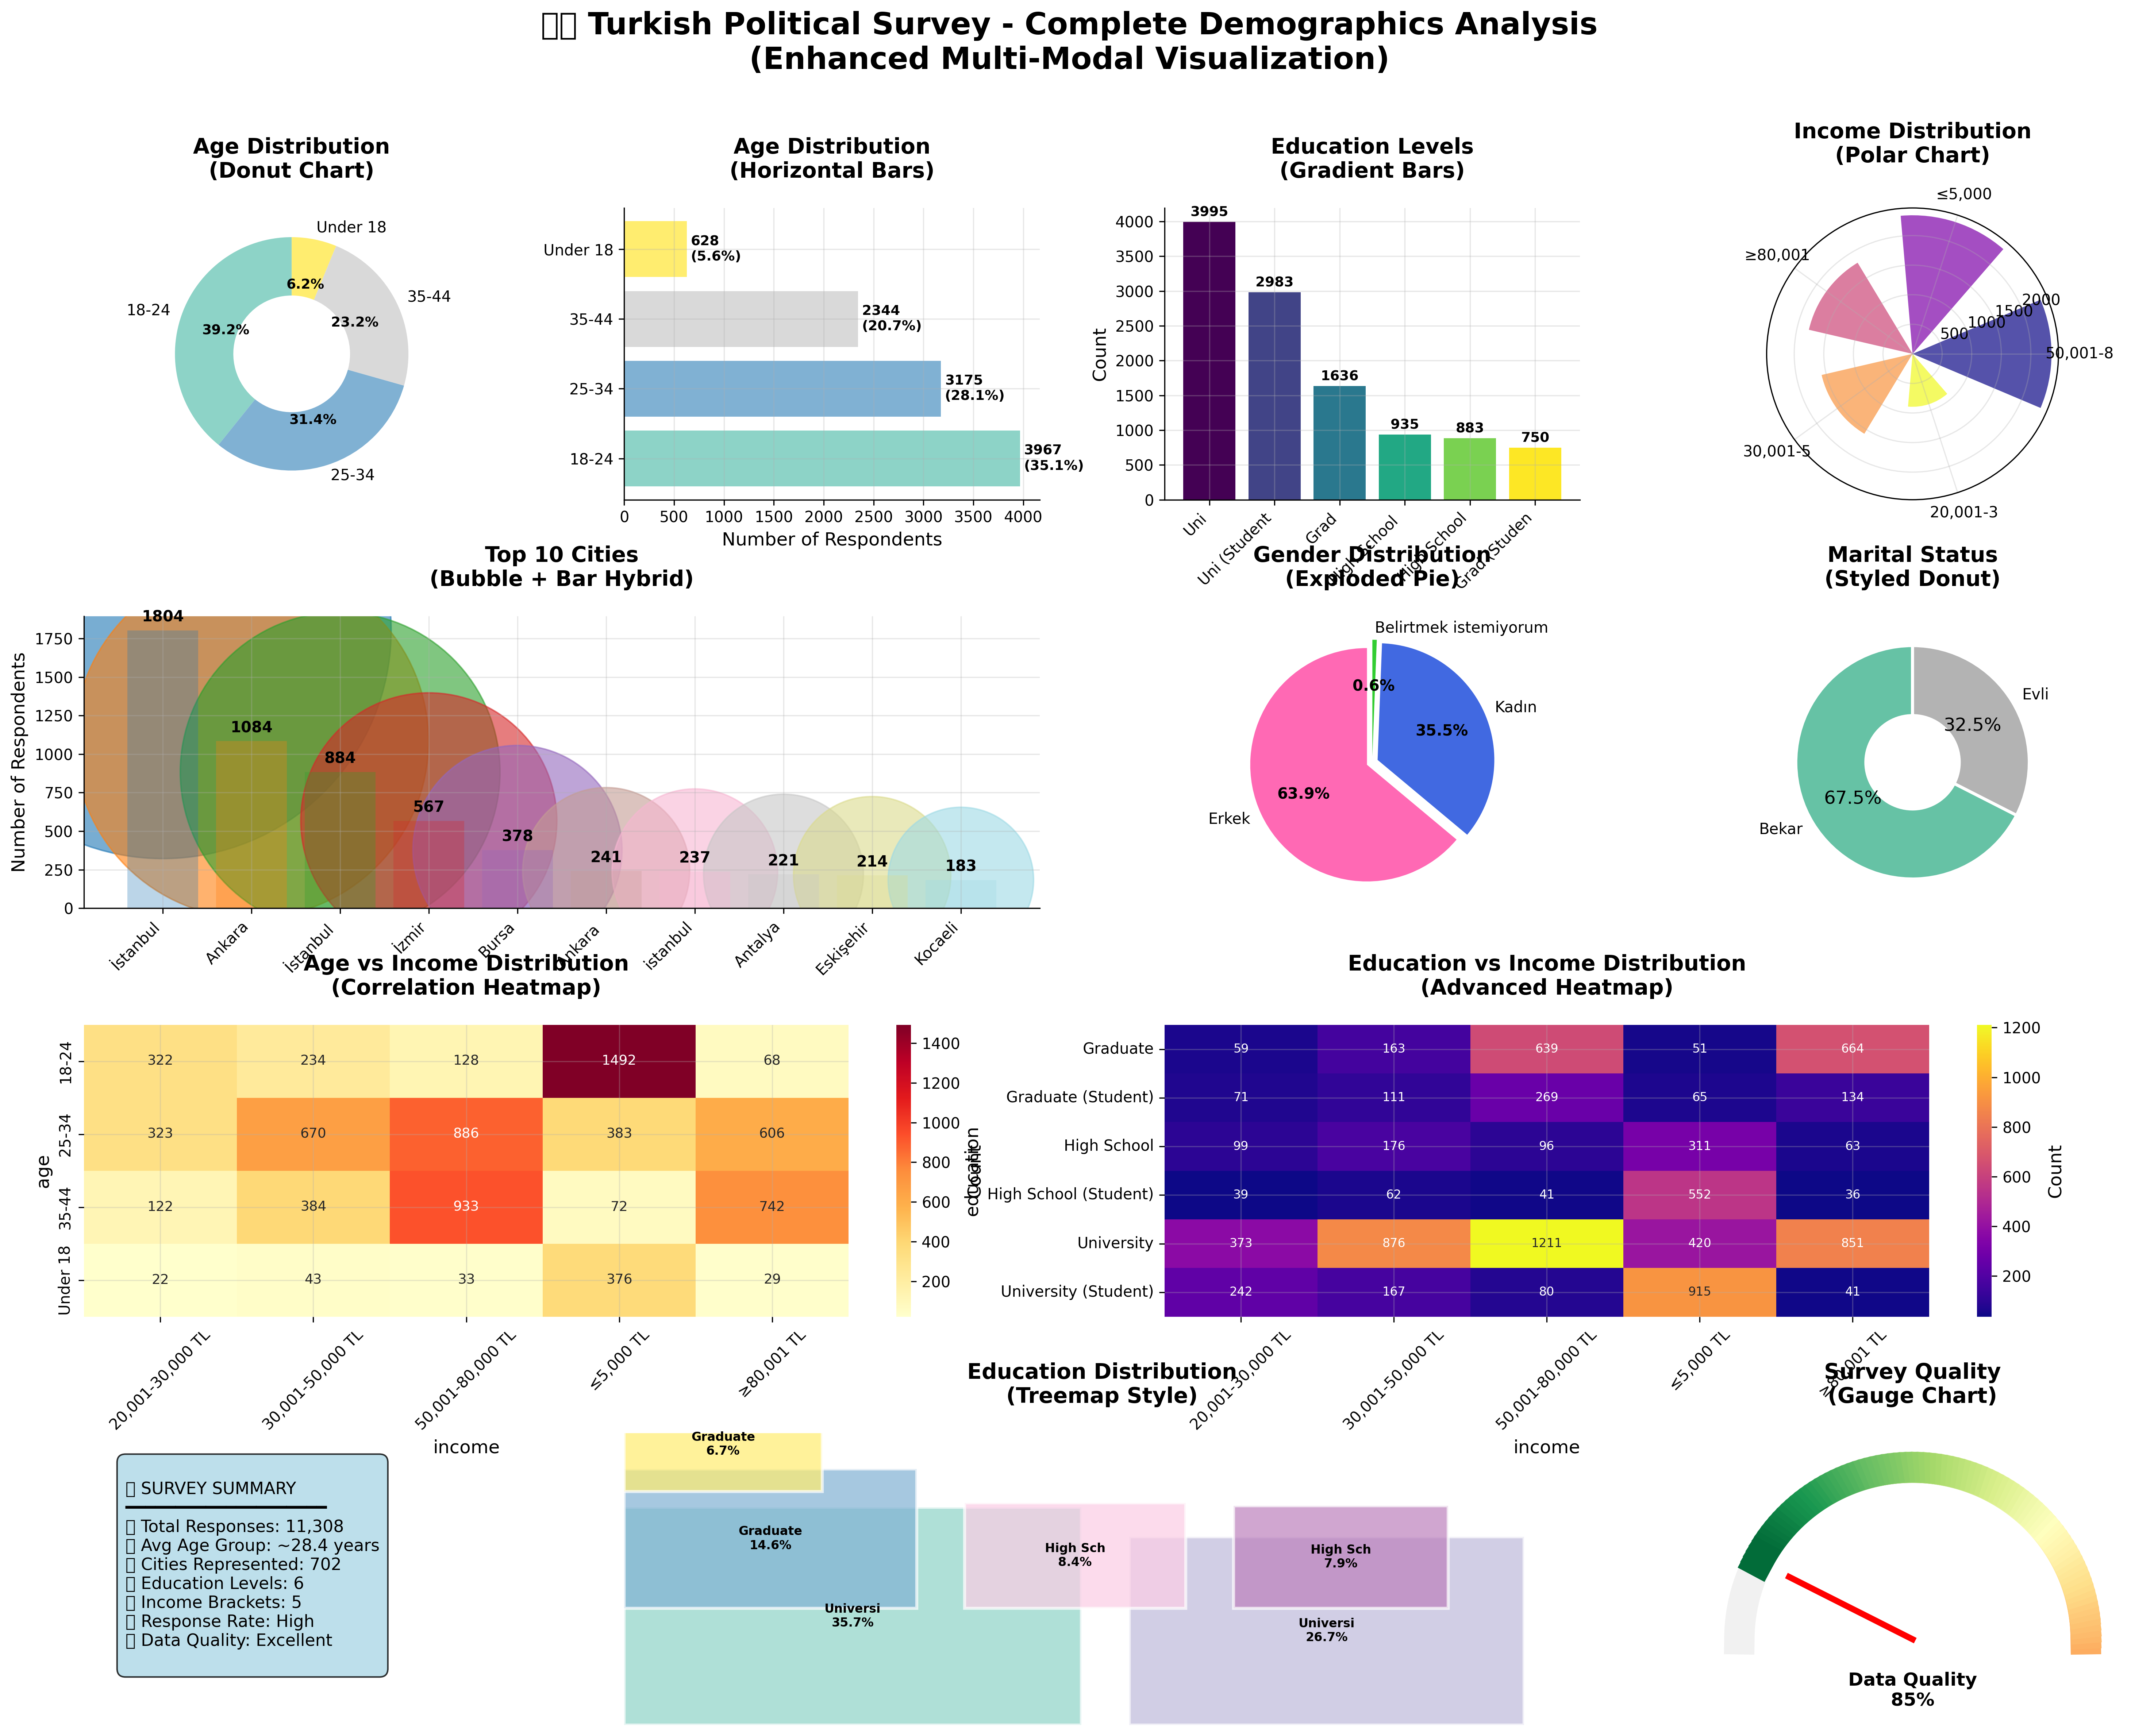 Turkish Political Survey - Complete Demographics Analysis
(Enhanced Multi-Modal Visualization)
Age Distribution
(Donut Chart)
Under 18
18-24
35-44
25-34
6.2%
39.2%
23.2%
31.4%
Age Distribution
(Horizontal Bars)
Under 18
35-44
25-34
18-24
628
(5.6%)
2344
(20.7%)
3175
(28.1%)
3967
(35.1%)
0 500 1000 1500 2000 2500 3000 3500 4000
Number of Respondents
Education Levels
(Gradient Bars)
Count
4000
3500
3000
2500
2000
1500
1000
500
0
3995
2983
1636
935
883
750
Uni
Uni (Student
Grad
High School
High School
Grad (Studen
Income Distribution
(Polar Chart)
≤5,000
≥80,001
50,001-8
30,001-5
20,001-3
500
1000
1500
2000
Top 10 Cities
(Bubble + Bar Hybrid)
Number of Respondents
1750
1500
1250
1000
750
500
250
0
1804
1084
884
567
378
241
237
221
214
183
İstanbul
Ankara
İstanbul
İzmir
Bursa
Ankara
istanbul
Antalya
Eskişehir
Kocaeli
Gender Distribution
(Exploded Pie)
Belirtmek istemiyorum
0.6%
Kadın
35.5%
63.9%
Erkek
Marital Status
(Styled Donut)
Evli
32.5%
67.5%
Bekar
Age vs Income Distribution
(Correlation Heatmap)
age
18-24
25-34
35-44
Under 18
322 234 128 1492 68
323 670 886 383 606
122 384 933 72 742
22 43 33 376 29
20,001-30,000 TL
30,001-50,000 TL
50,001-80,000 TL
≤5,000 TL
≥80,001 TL
income
1400
1200
1000
800
600
400
200
Count
Education vs Income Distribution
(Advanced Heatmap)
education
Graduate
Graduate (Student)
High School
High School (Student)
University
University (Student)
59 163 639 51 664
71 111 269 65 134
99 176 96 311 63
39 62 41 552 36
373 876 1211 420 851
242 167 80 915 41
20,001-30,000 TL
30,001-50,000 TL
50,001-80,000 TL
≤5,000 TL
≥80,001 TL
income
1200
1000
800
600
400
200
Count
SURVEY SUMMARY
Total Responses: 11,308
Avg Age Group: ~28.4 years
Cities Represented: 702
Education Levels: 6
Income Brackets: 5
Response Rate: High
Data Quality: Excellent
Education Distribution
(Treemap Style)
Graduate
6.7%
Graduate
14.6%
High Sch
8.4%
High Sch
7.9%
Universi
35.7%
Universi
26.7%
Survey Quality
(Gauge Chart)
Data Quality
85%